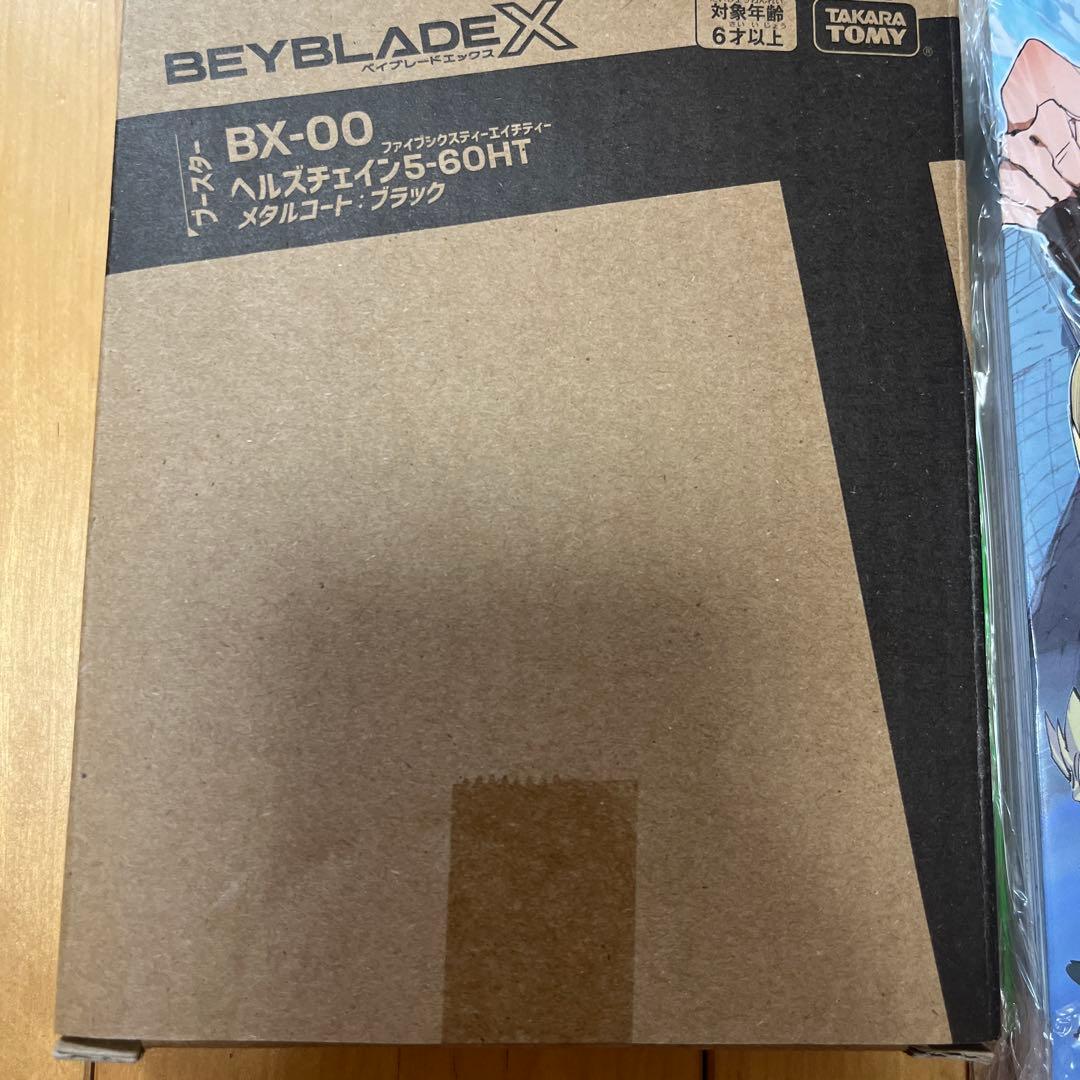 BEYBLADE X
ベイブレードエックス
対象年齢
6才以上
TAKARA
TOMY
®
ブースター
BX-00
ファイブシクスティーエイチティー
ヘルズチェイン5-60HT
メタルコート:ブラック